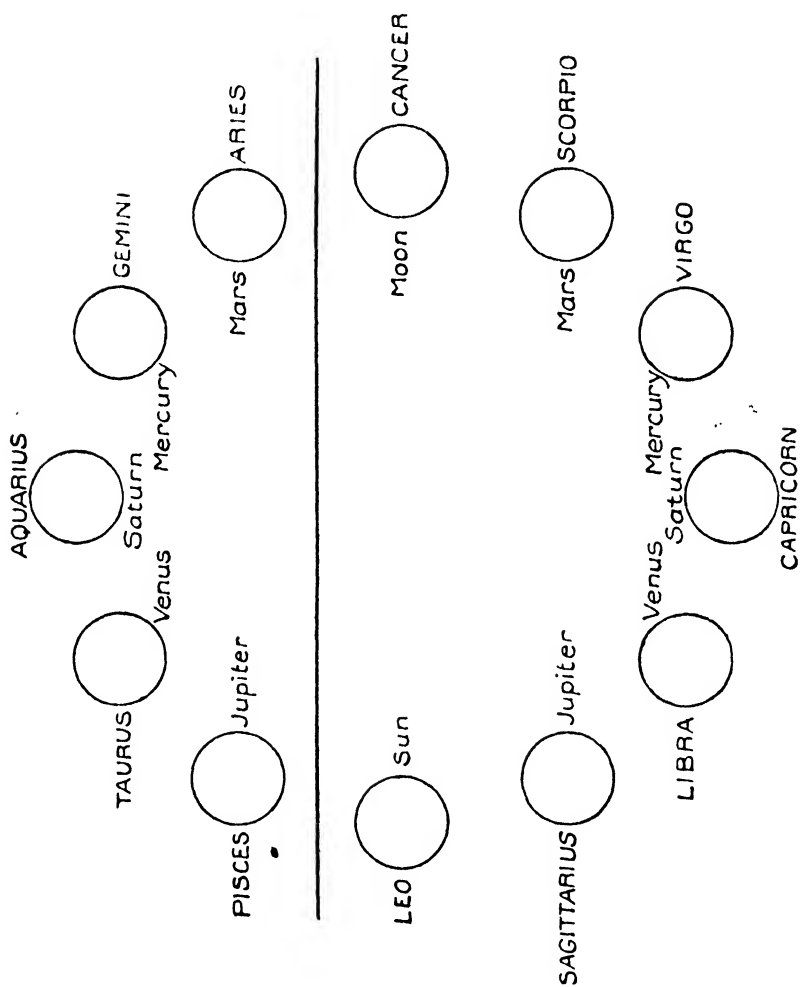 AQUARIUS
TAURUS
Saturn
GEMINI
Venus
Mercury
PISCES
Jupiter
Mars
ARIES
LEO
Sun
Moon
CANCER
SAGITTARIUS
Jupiter
Mars
SCORPIO
Venus
Mercury
Saturn
LIBRA
VIRGO
CAPRICORN